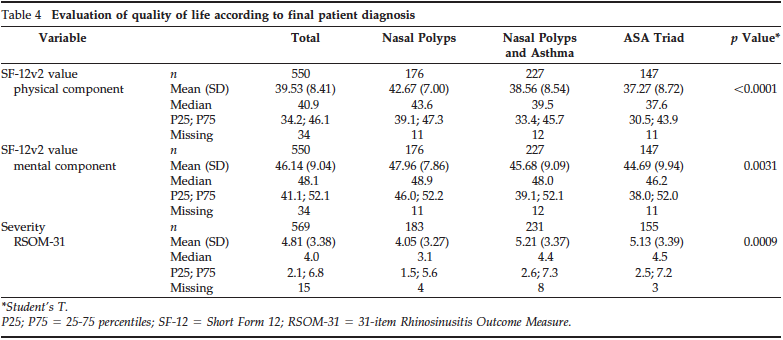 Table 4 Evaluation of quality of life according to final patient diagnosis
Variable Total Nasal Polyps Nasal Polyps and Asthma ASA Triad p Value*
SF-12v2 value n 550 176 227 147
physical component Mean (SD) 39.53 (8.41) 42.67 (7.00) 38.56 (8.54) 37.27 (8.72) <0.0001
Median 40.9 43.6 39.5 37.6
P25; P75 34.2; 46.1 39.1; 47.3 33.4; 45.7 30.5; 43.9
Missing 34 11 12 11
SF-12v2 value n 550 176 227 147
mental component Mean (SD) 46.14 (9.04) 47.96 (7.86) 45.68 (9.09) 44.69 (9.94) 0.0031
Median 48.1 48.9 48.0 46.2
P25; P75 41.1; 52.1 46.0; 52.2 39.1; 52.1 38.0; 52.0
Missing 34 11 12 11
Severity n 569 183 231 155
RSOM-31 Mean (SD) 4.81 (3.38) 4.05 (3.27) 5.21 (3.37) 5.13 (3.39) 0.0009
Median 4.0 3.1 4.4 4.5
P25; P75 2.1; 6.8 1.5; 5.6 2.6; 7.3 2.5; 7.2
Missing 15 4 8 3
*Student's T.
P25; P75 = 25-75 percentiles; SF-12 = Short Form 12; RSOM-31 = 31-item Rhinosinusitis Outcome Measure.